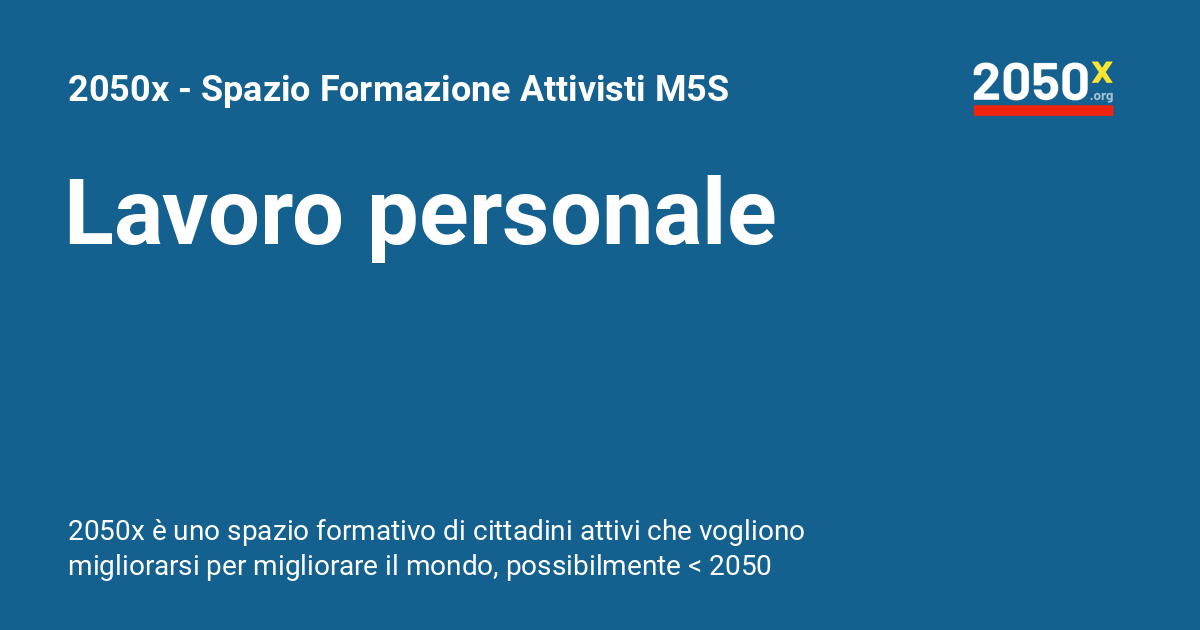 2050x - Spazio Formazione Attivisti M5S
2050x
.org
Lavoro personale
2050x è uno spazio formativo di cittadini attivi che vogliono
migliorarsi per migliorare il mondo, possibilmente < 2050